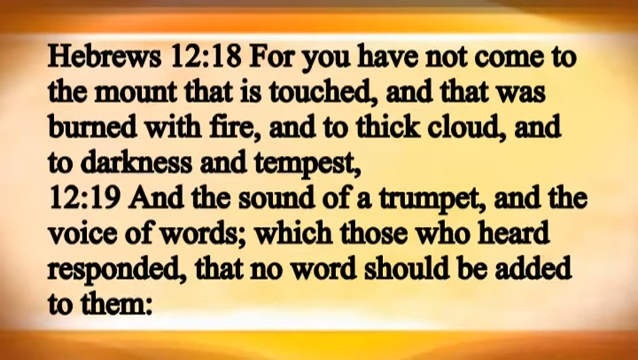 Hebrews 12:18 For you have not come to
the mount that is touched, and that was
burned with fire, and to thick cloud, and
to darkness and tempest,
12:19 And the sound of a trumpet, and the
voice of words; which those who heard
responded, that no word should be added
to them: